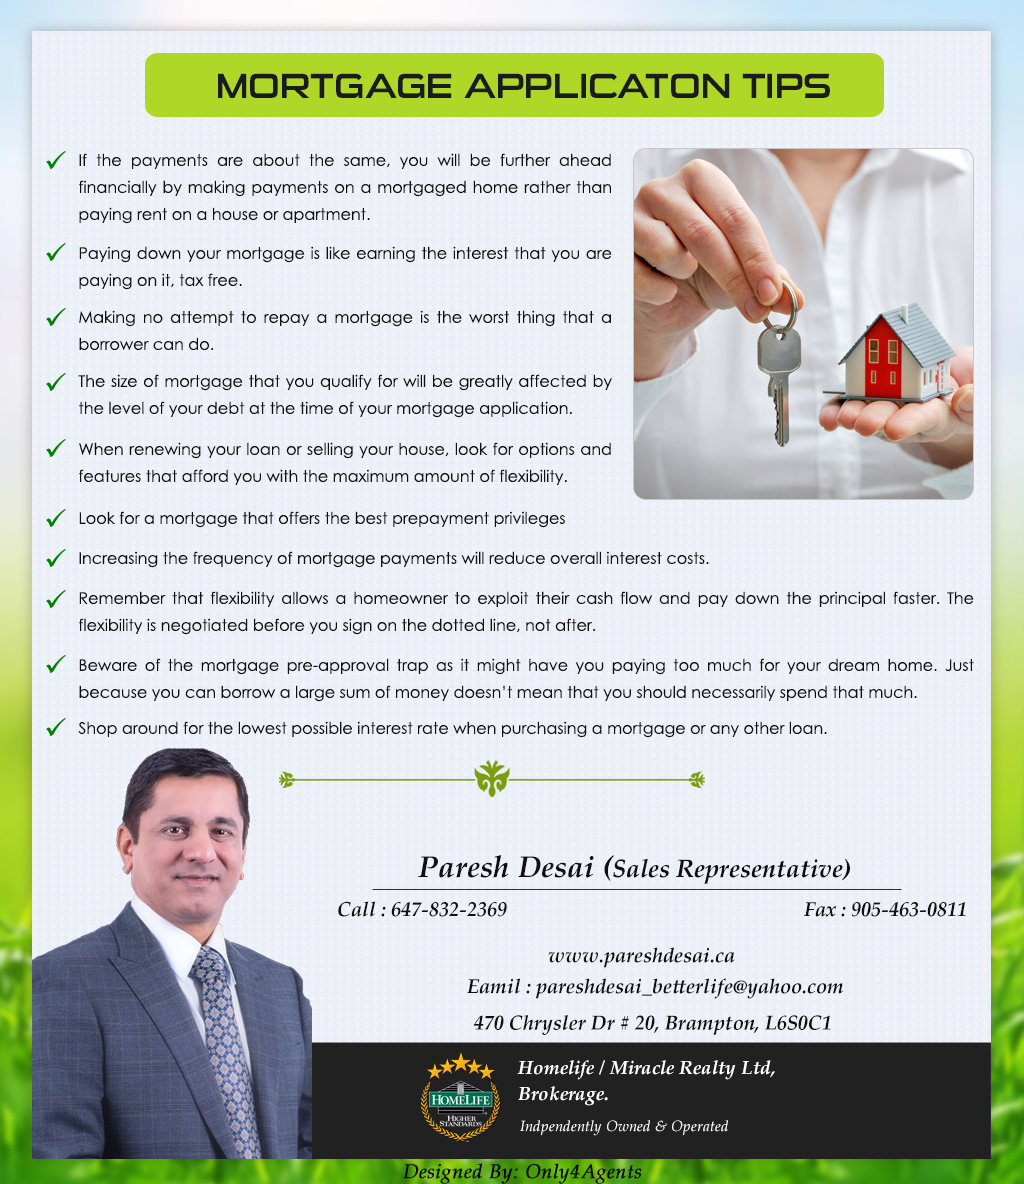 MORTGAGE APPLICATON TIPS
If the payments are about the same, you will be further ahead
financially by making payments on a mortgaged home rather than
paying rent on a house or apartment.
Paying down your mortgage is like earning the interest that you are
paying on it, tax free.
Making no attempt to repay a mortgage is the worst thing that a
borrower can do.
The size of mortgage that you qualify for will be greatly affected by
the level of your debt at the time of your mortgage application.
When renewing your loan or selling your house, look for options and
features that afford you with the maximum amount of flexibility.
Look for a mortgage that offers the best prepayment privileges
Increasing the frequency of mortgage payments will reduce overall interest costs.
Remember that flexibility allows a homeowner to exploit their cash flow and pay down the principal faster. The
flexibility is negotiated before you sign on the dotted line, not after.
Beware of the mortgage pre-approval trap as it might have you paying too much for your dream home. Just
because you can borrow a large sum of money doesn't mean that you should necessarily spend that much.
Shop around for the lowest possible interest rate when purchasing a mortgage or any other loan.
Paresh Desai (Sales Representative)
Call : 647-832-2369 Fax : 905-463-0811
www.pareshdesai.ca
Eamil : pareshdesai_betterlife@yahoo.com
470 Chrysler Dr # 20, Brampton, L6S0C1
Homelife / Miracle Realty Ltd,
Brokerage.
Indpendently Owned & Operated
HOMELIFE
HIGHER
STANDARDS
Designed By: Only4Agents